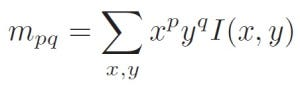 $m_{pq} = \sum_{x,y} x^p y^q I(x, y)$